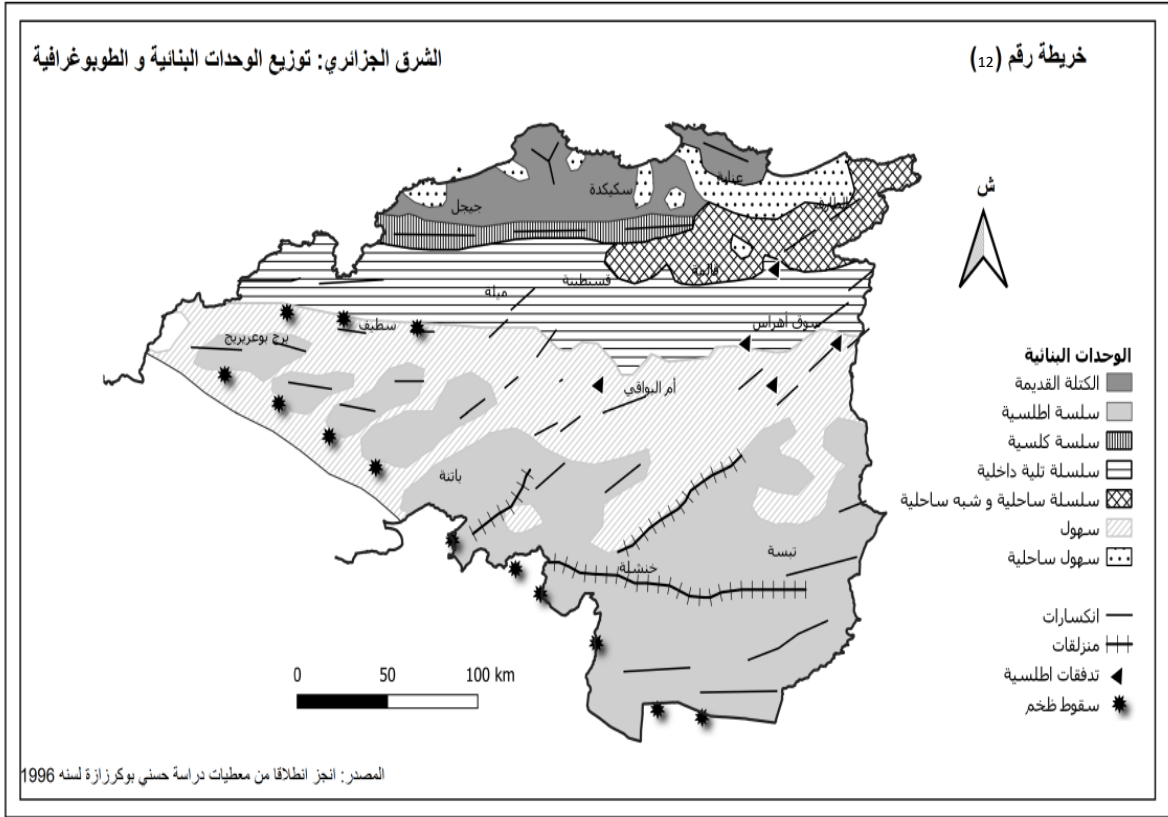 خريطة رقم (12)
الشرق الجزائري: توزيع الوحدات البنائية و الطوبوغرافية
ش
عنابة
سكيكدة
الطارف
جيجل
قالمة
قسنطينة
ميلة
سوق أهراس
سطيف
برج بوعريريج
أم البواقي
باتنة
تبسة
خنشلة
الوحدات البنائية
الكتلة القديمة
سلسة اطلسية
سلسة كلسية
سلسلة تلية داخلية
سلسلة ساحلية و شبه ساحلية
سهول
سهول ساحلية
انكسارات
منزلقات
تدفقات اطلسية
سقوط ظخم
0 50 100 km
المصدر: انجز انطلاقا من معطيات دراسة حسني بوكرزازة لسنه 1996